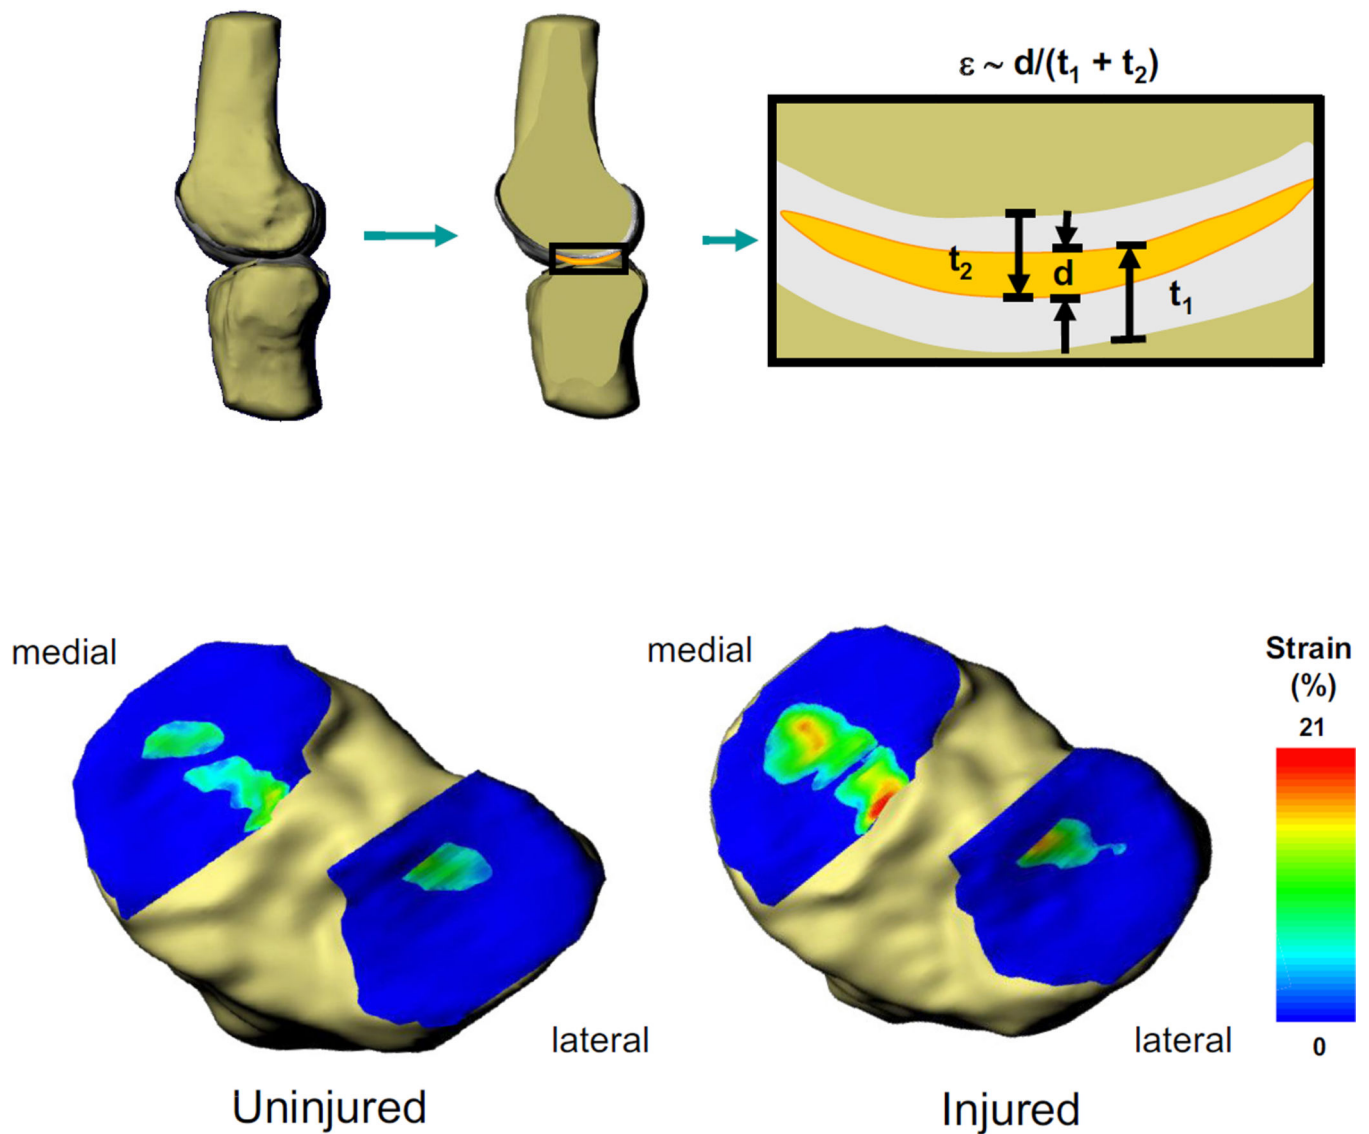 ε ~ d/(t₁ + t₂)
t₂
d
t₁
medial
medial
Strain
(%)
21
0
lateral
lateral
Uninjured
Injured